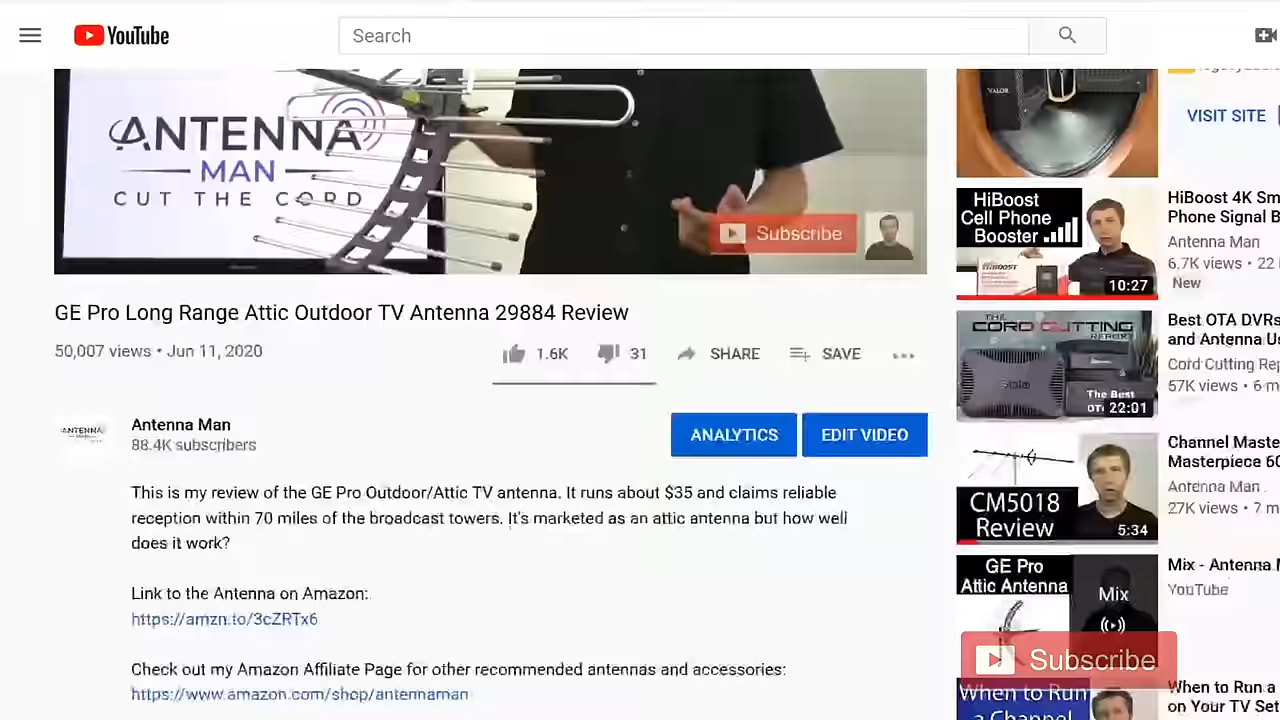 YouTube
Search
ANTENNA
MAN
CUT THE CORD
Subscribe
GE Pro Long Range Attic Outdoor TV Antenna 29884 Review
50,007 views • Jun 11, 2020
1.6K
31
SHARE
SAVE
ANTENNA
Antenna Man
88.4K subscribers
ANALYTICS
EDIT VIDEO
This is my review of the GE Pro Outdoor/Attic TV antenna. It runs about $35 and claims reliable
reception within 70 miles of the broadcast towers. It's marketed as an attic antenna but how well
does it work?
Link to the Antenna on Amazon:
https://amzn.to/3cZRTx6
Check out my Amazon Affiliate Page for other recommended antennas and accessories:
https://www.amazon.com/shop/antennaman
VALOR
VISIT SITE
HiBoost
Cell Phone
Booster
HiBOOST
10:27
HiBoost 4K Sm
Phone Signal B
Antenna Man
6.7K views • 22
New
THE
CORD CUTTING
REPORT
The Best
OTA
22:01
Best OTA DVRs
and Antenna Us
Cord Cutting Rep
57K views • 6 m
CM5018
Review
5:34
Channel Maste
Masterpiece 60
Antenna Man
27K views • 7 m
GE Pro
Attic Antenna
Mix
Mix - Antenna M
YouTube
Subscribe
When to Run
a Channel
When to Run a
on Your TV Set